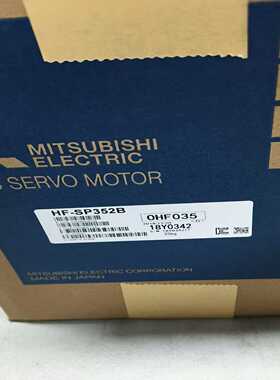 MITSUBISHI
ELECTRIC
SERVO MOTOR
HF-SP352B
OHF035
18Y0342
MITSUBISHI ELECTRIC CORPORATION
MADE IN JAPAN